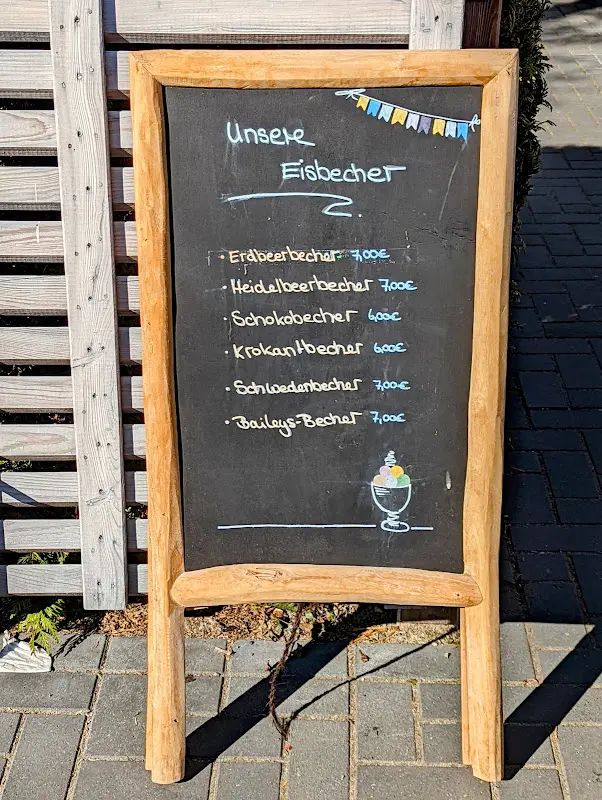 Unsere
Eisbecher
· Erdbeerbecher 7,00€
· Heidelbeerbecher 7,00€
· Schokobecher 6,00€
· Krokantbecher 6,00€
· Schwedenbecher 7,00€
· Baileys-Becher 7,00€